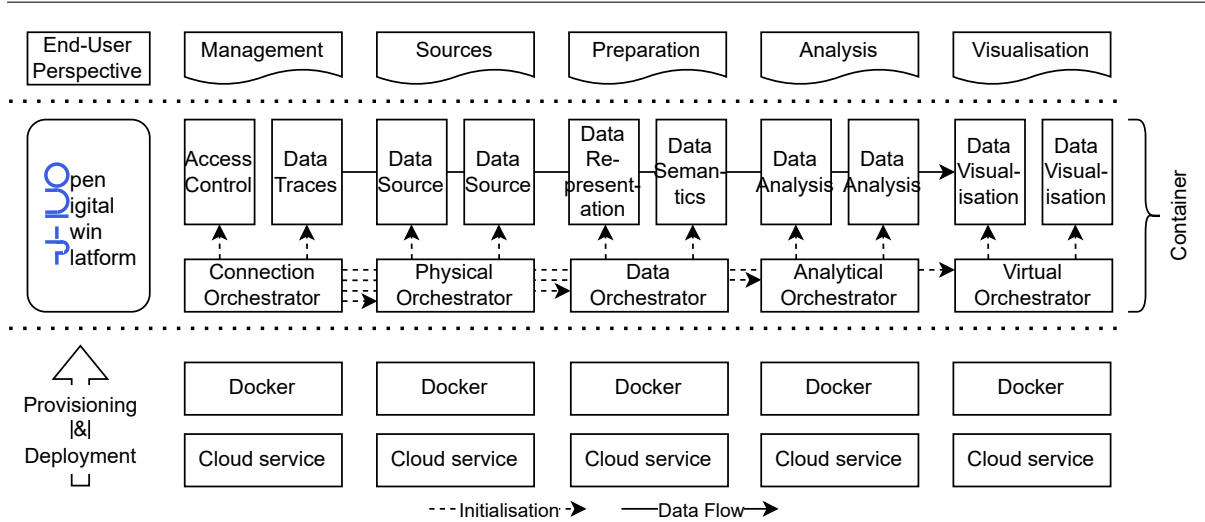 End-User
Perspective
Management
Sources
Preparation
Analysis
Visualisation
Open
Digital
Twin
Platform
Access
Control
Data
Traces
Data
Source
Data
Source
Data
Re-
present-
ation
Data
Seman-
tics
Data
Analysis
Data
Analysis
Data
Visual-
isation
Data
Visual-
isation
Container
Connection
Orchestrator
Physical
Orchestrator
Data
Orchestrator
Analytical
Orchestrator
Virtual
Orchestrator
Provisioning
&
Deployment
Docker
Docker
Docker
Docker
Docker
Cloud service
Cloud service
Cloud service
Cloud service
Cloud service
Initialisation
Data Flow